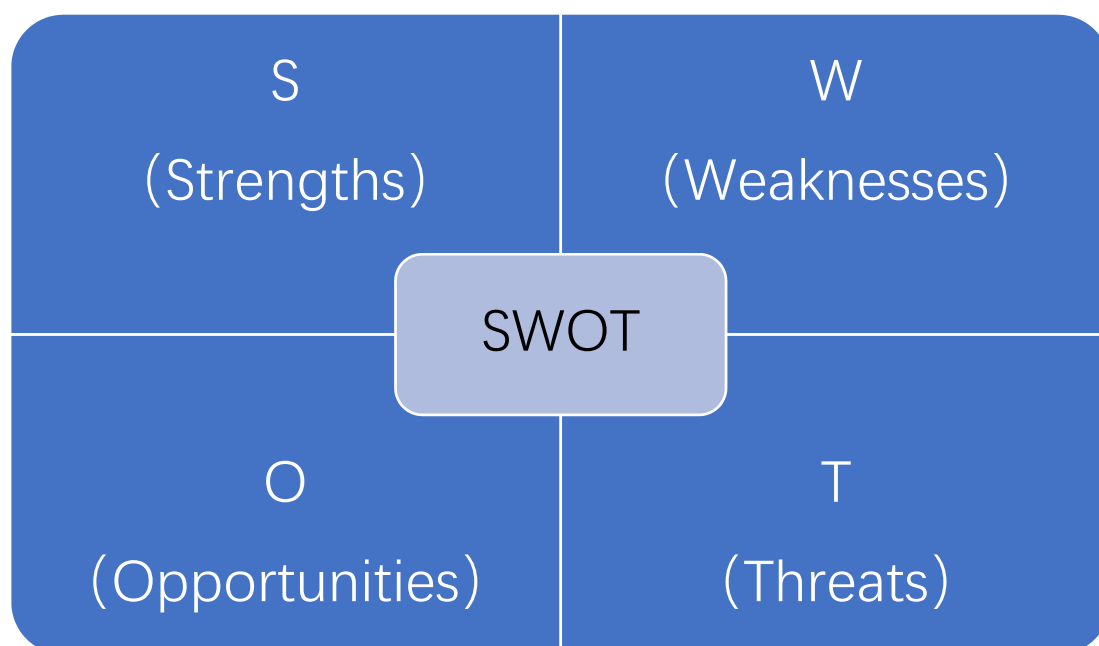 S
(Strengths)
W
(Weaknesses)
SWOT
O
(Opportunities)
T
(Threats)